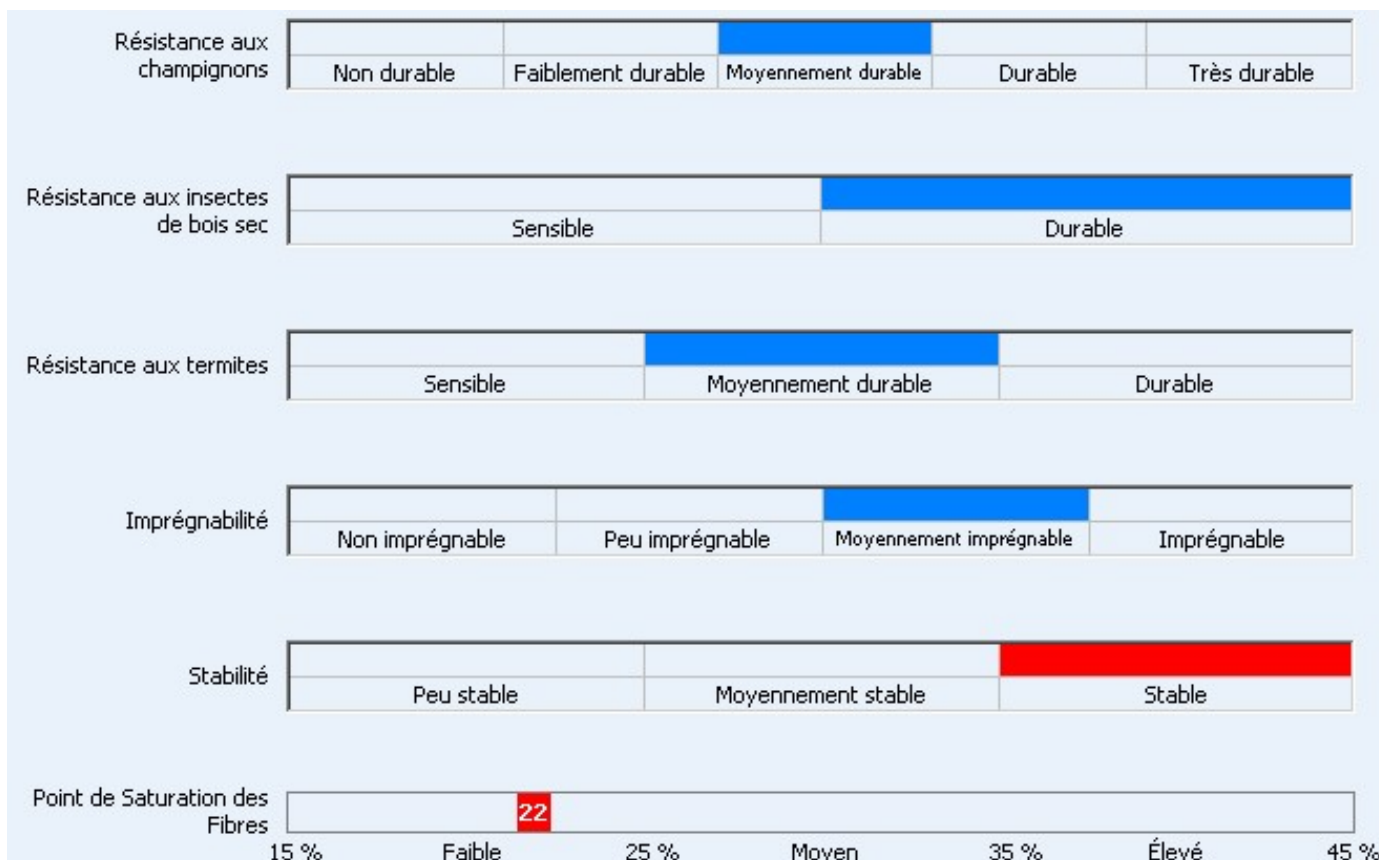 Résistance aux
champignons
Non durable Faiblement durable Moyennement durable Durable Très durable
Résistance aux insectes
de bois sec
Sensible Durable
Résistance aux termites
Sensible Moyennement durable Durable
Imprégnabilité
Non imprégnable Peu imprégnable Moyennement imprégnable Imprégnable
Stabilité
Peu stable Moyennement stable Stable
Point de Saturation des
Fibres
22
15 % Faible 25 % Moyen 35 % Élevé 45 %